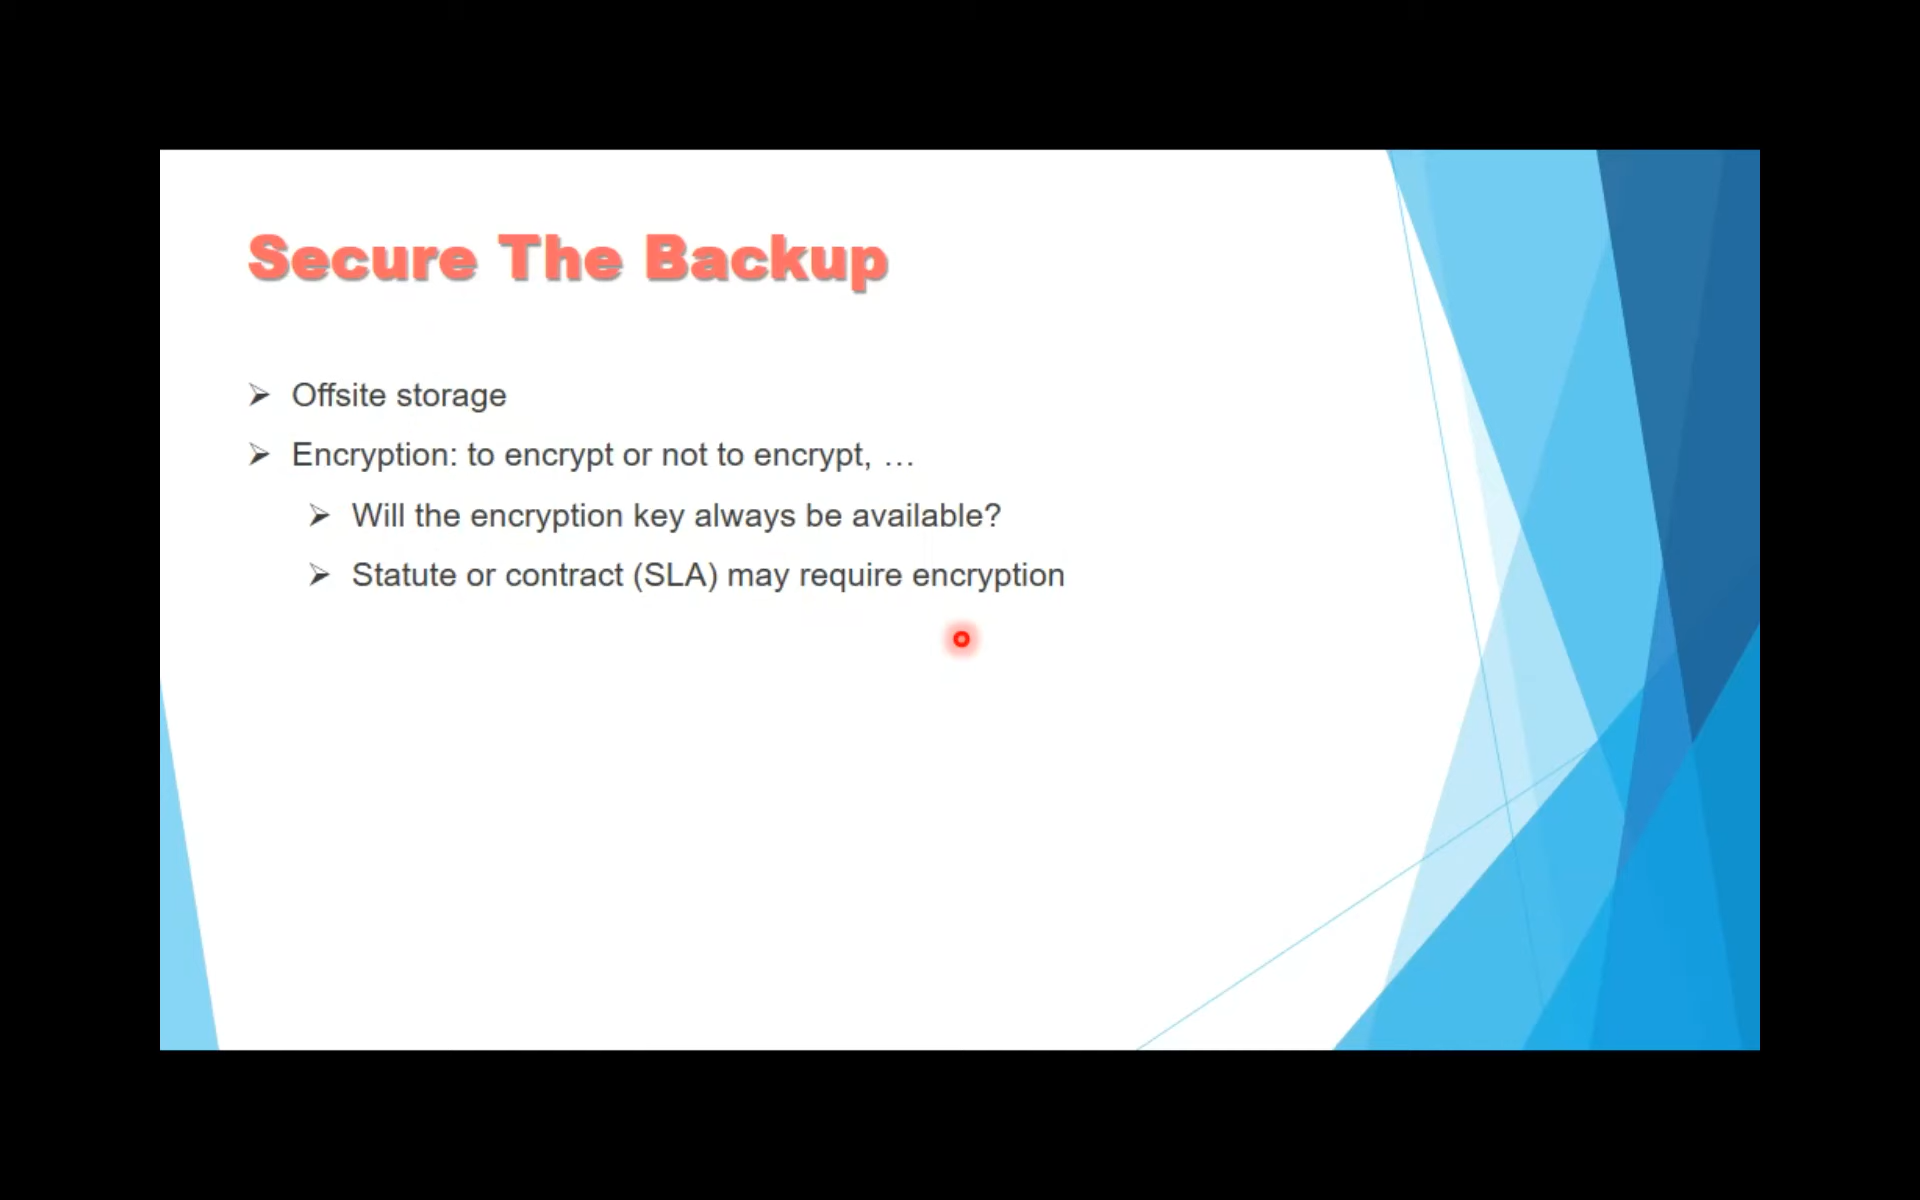 Secure The Backup
Offsite storage
Encryption: to encrypt or not to encrypt, …
Will the encryption key always be available?
Statute or contract (SLA) may require encryption